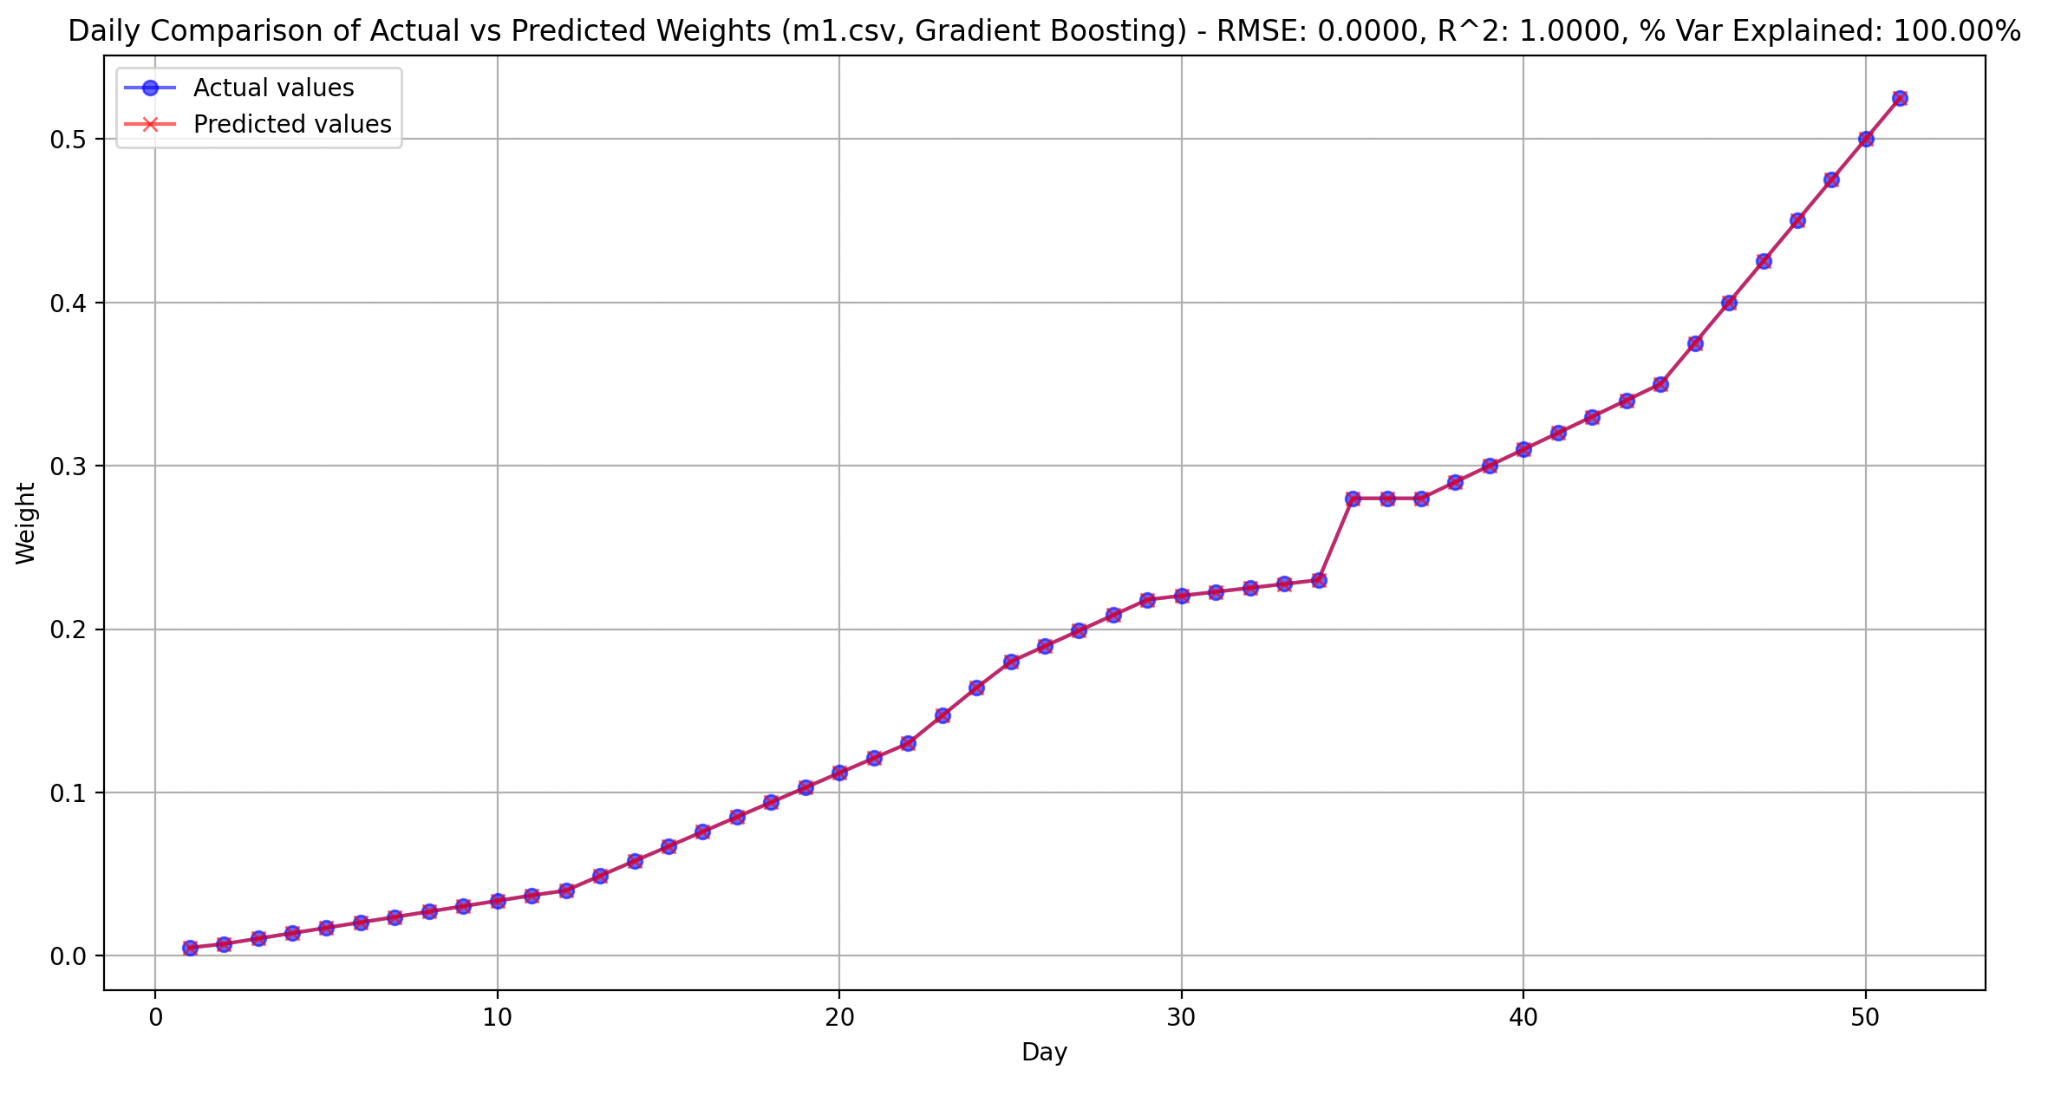 Daily Comparison of Actual vs Predicted Weights (m1.csv, Gradient Boosting) - RMSE: 0.0000, R^2: 1.0000, % Var Explained: 100.00%
Actual values
Predicted values
0.5
0.4
0.3
0.2
0.1
0.0
Weight
0 10 20 30 40 50
Day